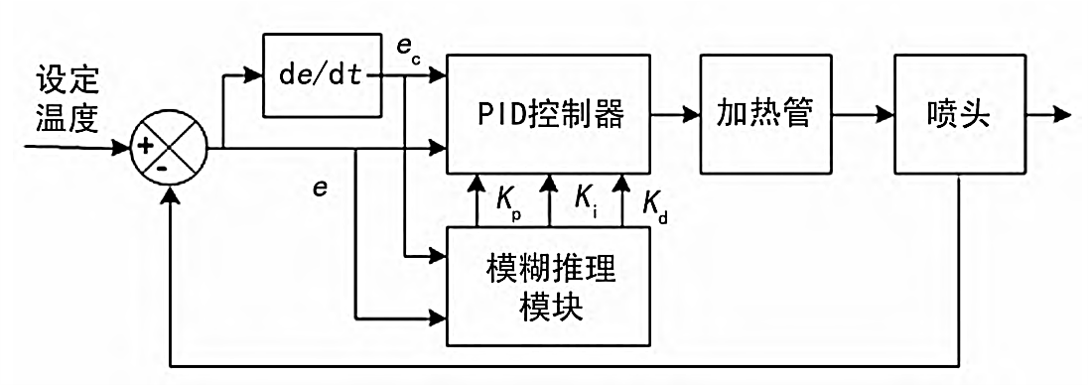 设定
温度
+
-
de/dt
e_c
e
PID控制器
加热管
喷头
K_p
K_i
K_d
模糊推理
模块